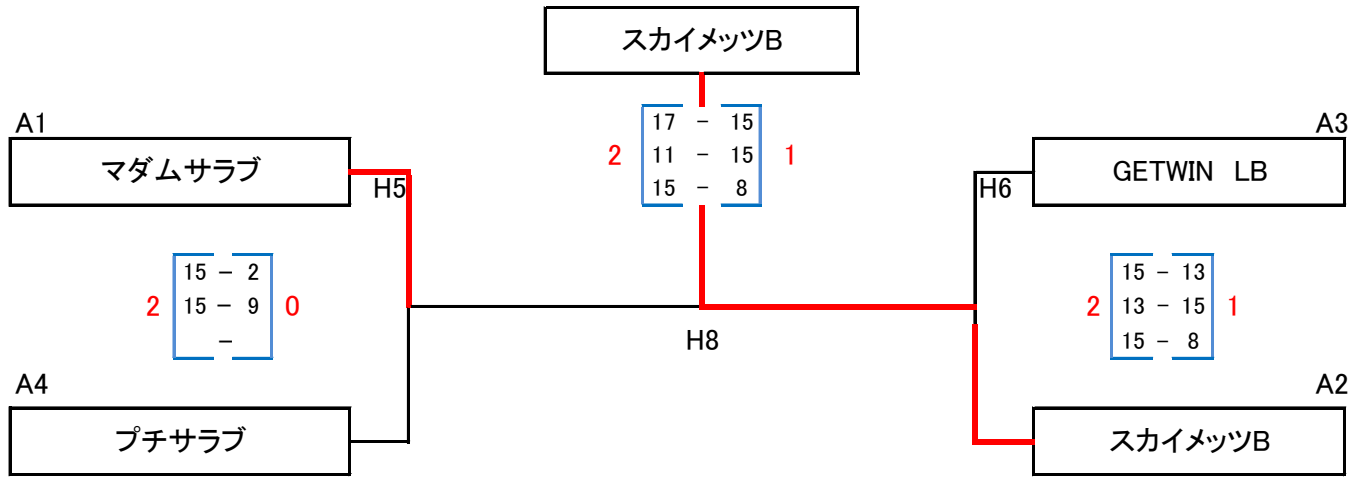 スカイメッツB
17 - 15
2 11 - 15 1
15 - 8
A1
マダムサラブ
H5
A3
GETWIN LB
H6
15 - 2
2 15 - 9 0
-
15 - 13
2 13 - 15 1
15 - 8
H8
A4
プチサラブ
A2
スカイメッツB